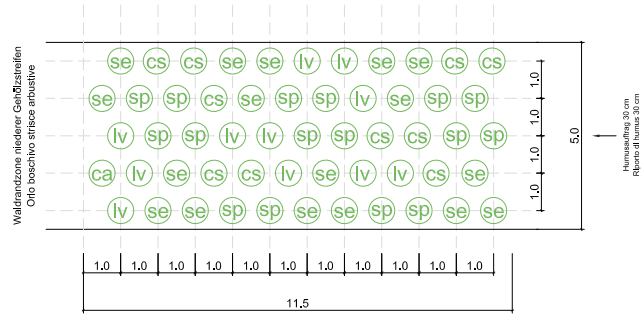 Waldrandzone niederer Gehölzstreifen
Orlo boschivo strisce arbustive
se cs cs se se lv lv se se cs cs
se sp sp cs se sp sp lv se sp sp
lv sp sp lv lv sp sp cs cs sp sp
ca lv se cs cs lv se lv lv cs se
lv se se sp sp se se sp sp se se
1.0
1.0
1.0
1.0
5.0
Humusauftrag 30 cm
Riporto di humus 30 cm
1.0 1.0 1.0 1.0 1.0 1.0 1.0 1.0 1.0 1.0 1.0
11.5